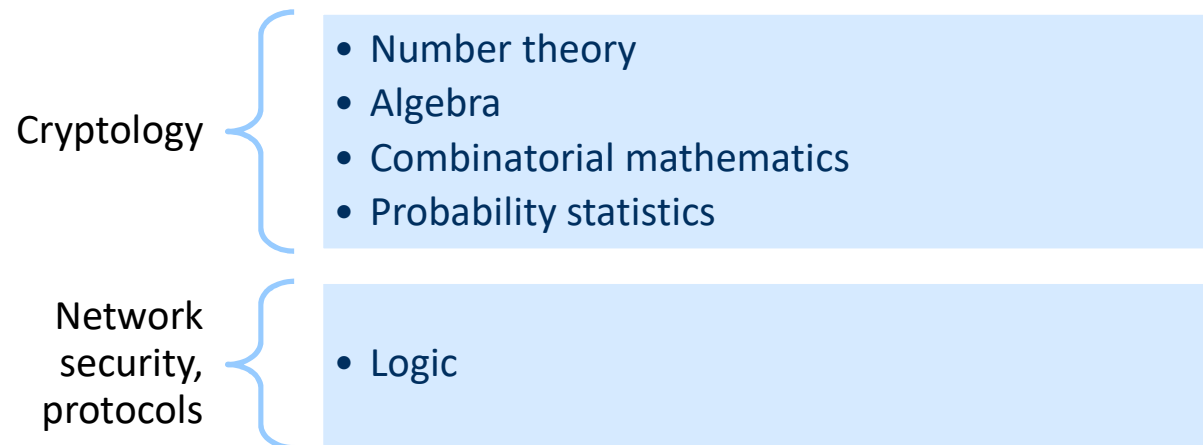 Cryptology
• Number theory
• Algebra
• Combinatorial mathematics
• Probability statistics
Network
security,
protocols
• Logic